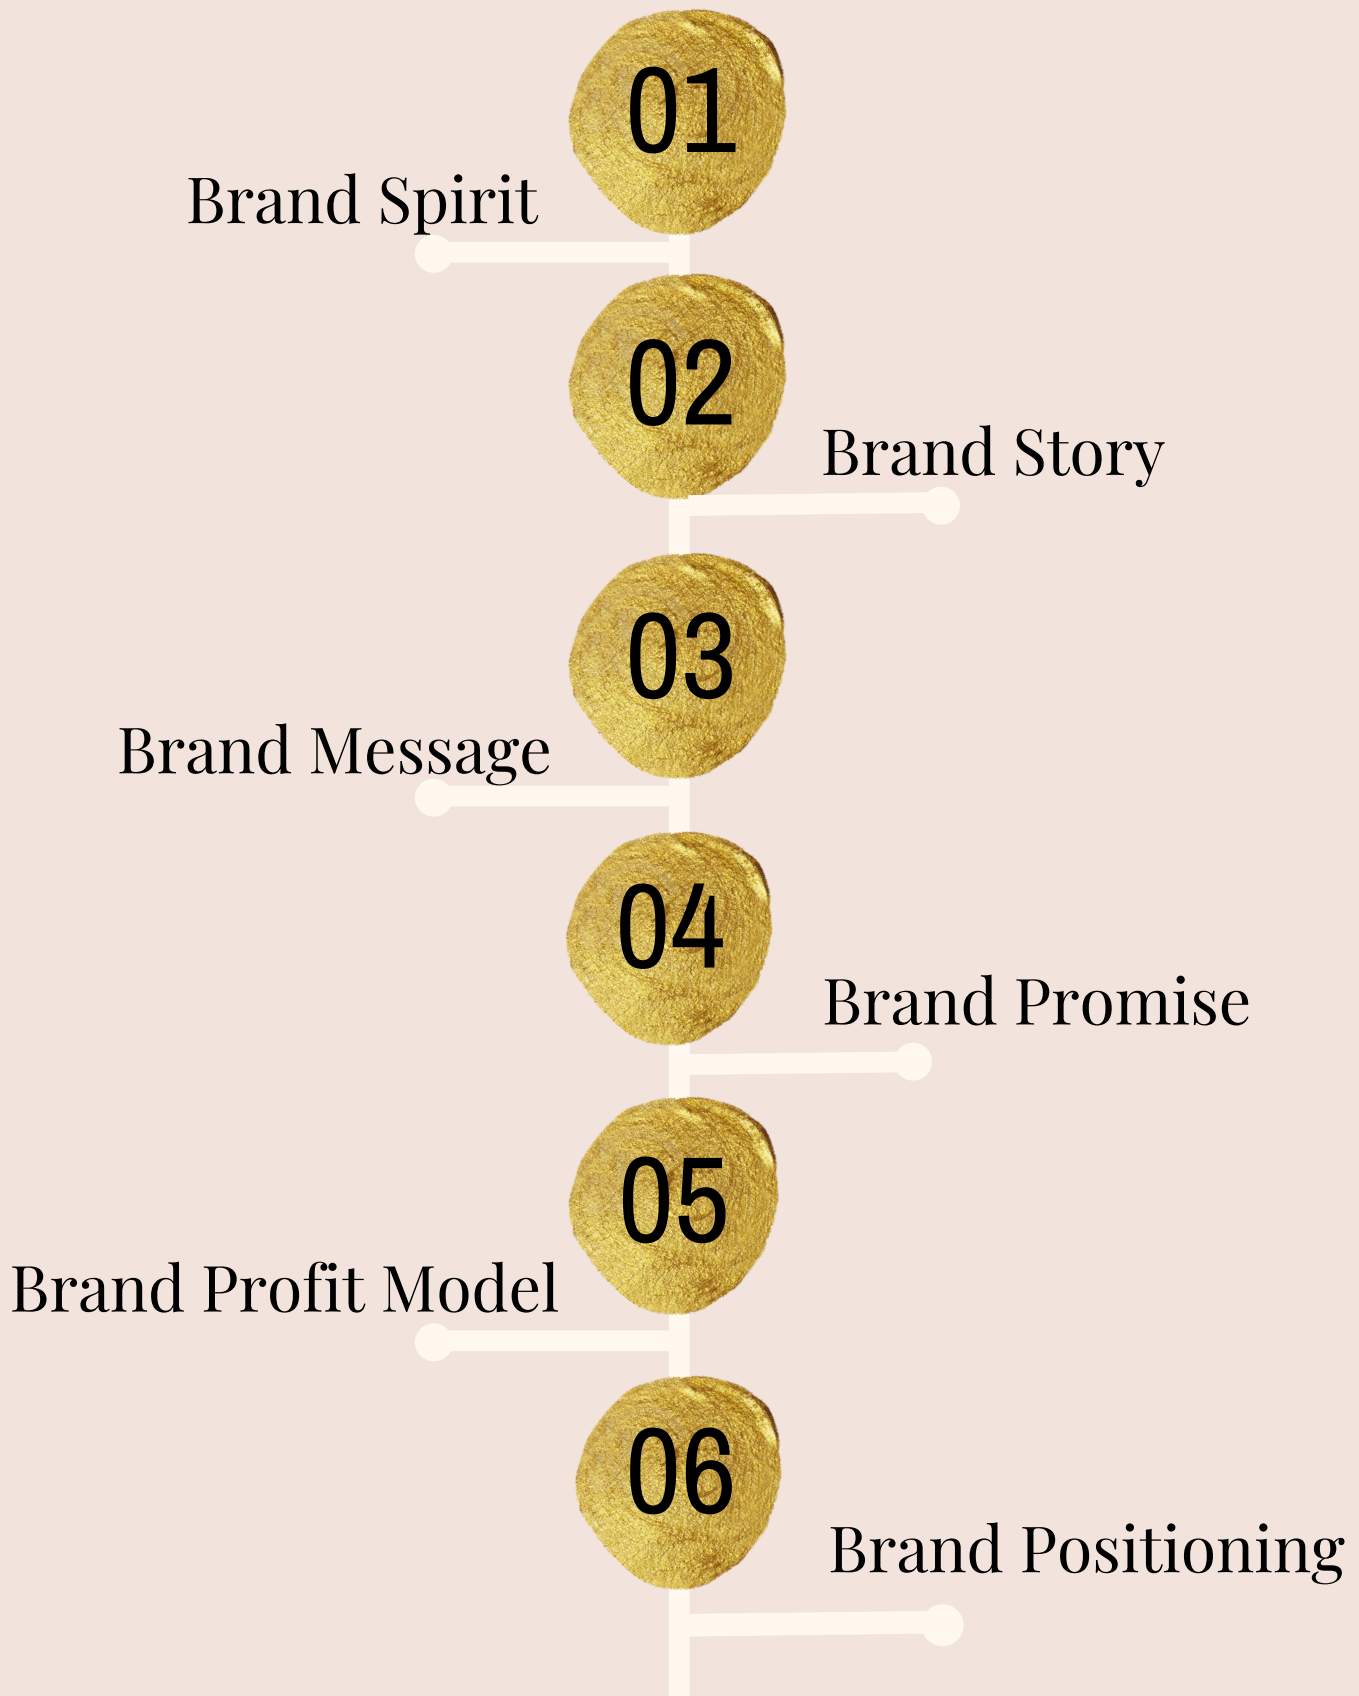 01
Brand Spirit
02
Brand Story
03
Brand Message
04
Brand Promise
05
Brand Profit Model
06
Brand Positioning